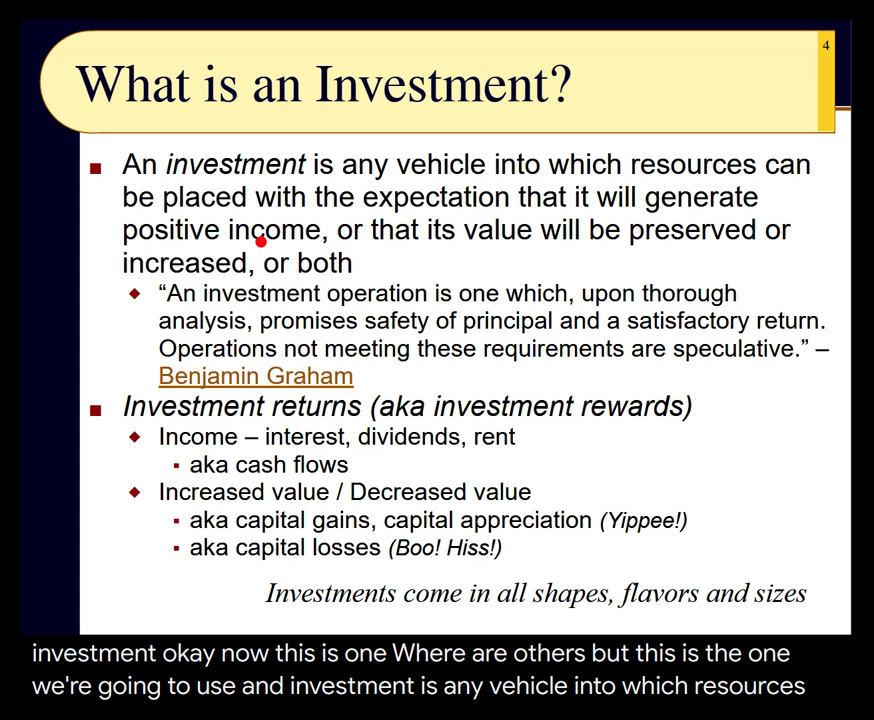 4
What is an Investment?
■ An investment is any vehicle into which resources can
be placed with the expectation that it will generate
positive income, or that its value will be preserved or
increased, or both
◆ “An investment operation is one which, upon thorough
analysis, promises safety of principal and a satisfactory return.
Operations not meeting these requirements are speculative.” –
Benjamin Graham
■ Investment returns (aka investment rewards)
◆ Income – interest, dividends, rent
▪ aka cash flows
◆ Increased value / Decreased value
▪ aka capital gains, capital appreciation (Yippee!)
▪ aka capital losses (Boo! Hiss!)
Investments come in all shapes, flavors and sizes
investment okay now this is one Where are others but this is the one
we're going to use and investment is any vehicle into which resources